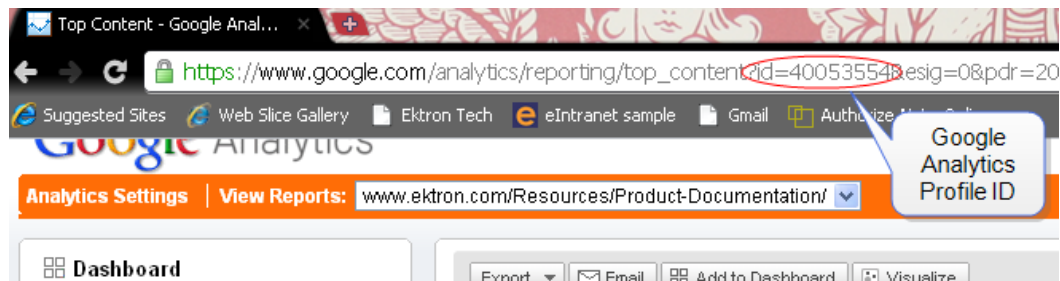 Top Content - Google Anal...
https://www.google.com/analytics/reporting/top_content?id=40053554&esig=0&pdr=20
Suggested Sites Web Slice Gallery Ektron Tech eIntranet sample Gmail Authorize
Google
Analytics
Profile ID
Google Analytics
Analytics Settings | View Reports: www.ektron.com/Resources/Product-Documentation/
Dashboard
Export Email Add to Dashboard Visualize